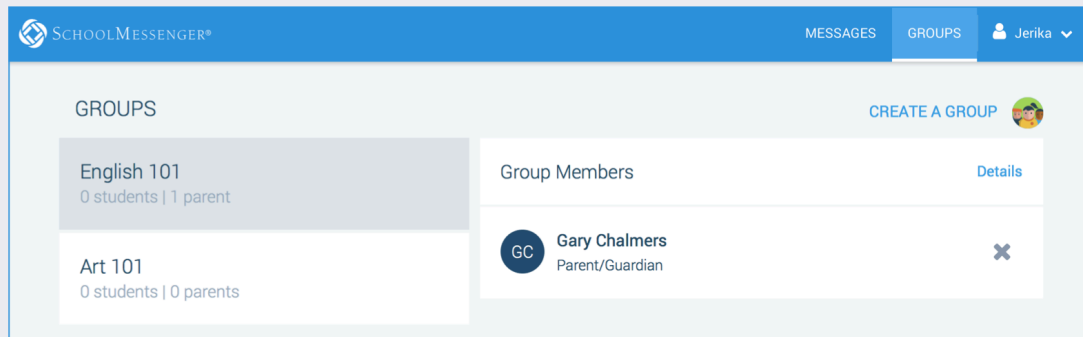 SCHOOLMESSENGER®
MESSAGES
GROUPS
Jerika
GROUPS
CREATE A GROUP
English 101
0 students | 1 parent
Art 101
0 students | 0 parents
Group Members
Details
GC
Gary Chalmers
Parent/Guardian